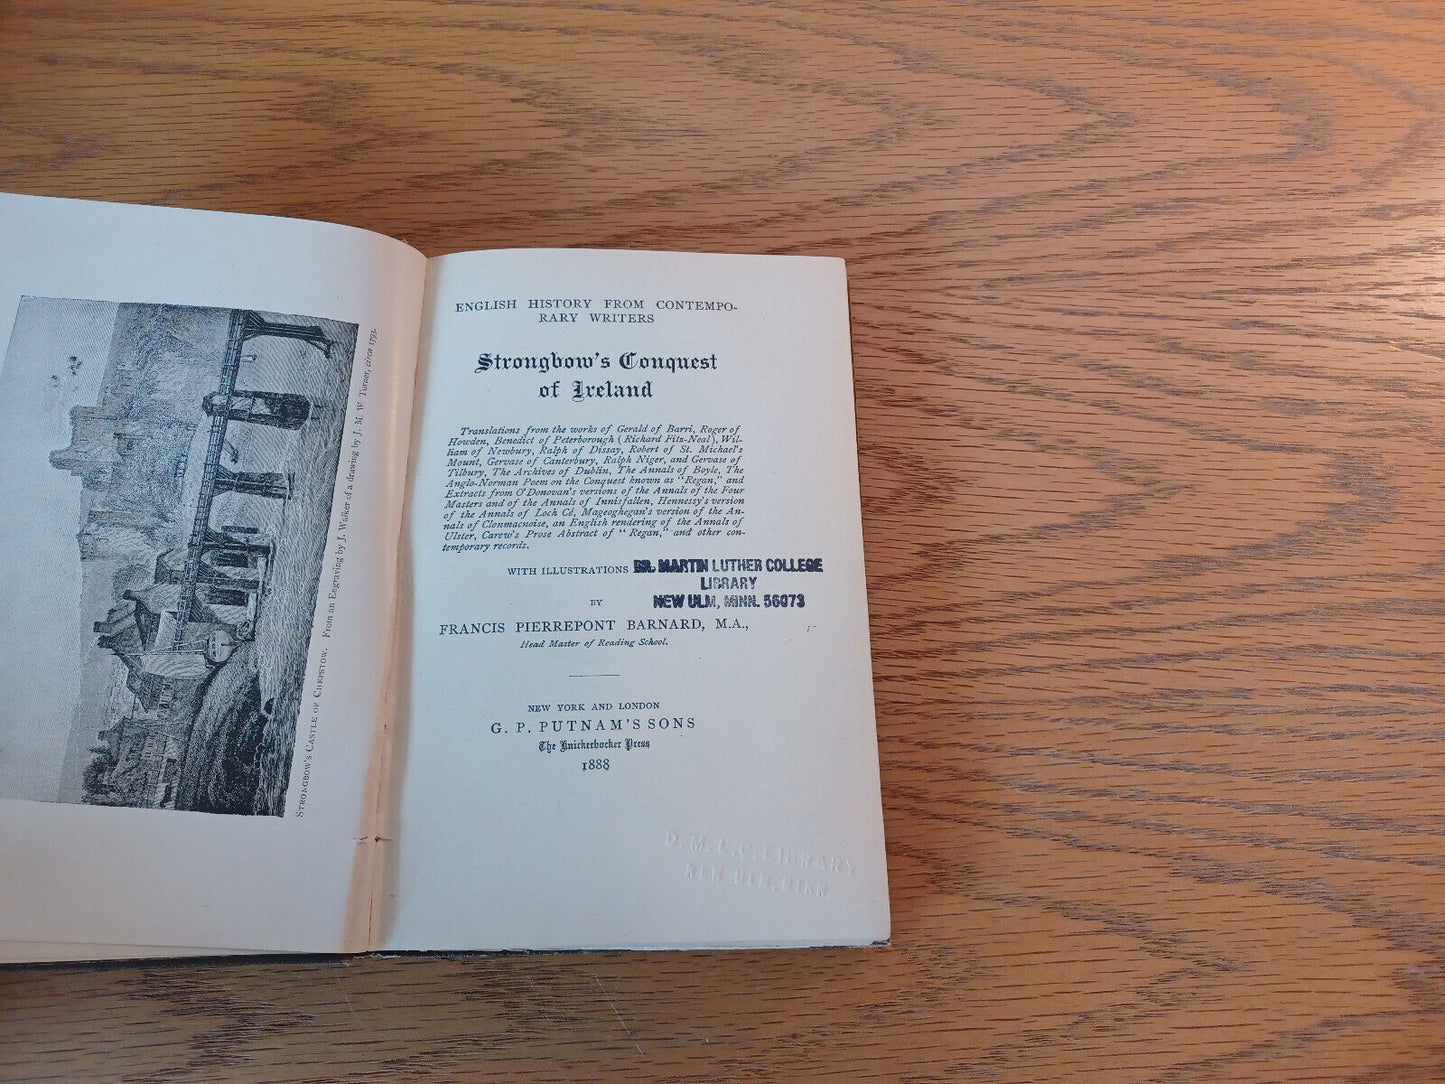 STRONGBOW'S CASTLE OF CHEPSTOW. From an Engraving by J. Walker of a drawing by J. M. W. Turner, circa 1793.
ENGLISH HISTORY FROM CONTEMPO-
RARY WRITERS
Strongbow's Conquest
of Ireland
Translations from the works of Gerald of Barri, Roger of
Howden, Benedict of Peterborough (Richard Fitz-Neal), Wil-
liam of Newbury, Ralph of Dissay, Robert of St. Michael's
Mount, Gervase of Canterbury, Ralph Niger, and Gervase of
Tilbury, The Archives of Dublin, The Annals of Boyle, The
Anglo-Norman Poem on the Conquest known as "Regan," and
Extracts from O'Donovan's versions of the Annals of the Four
Masters and of the Annals of Innisfallen, Hennessy's version
of the Annals of Loch Cé, Mageoghegan's version of the An-
nals of Clonmacnoise, an English rendering of the Annals of
Ulster, Carew's Prose Abstract of "Regan," and other con-
temporary records.
WITH ILLUSTRATIONS
DR. MARTIN LUTHER COLLEGE
LIBRARY
NEW ULM, MINN. 56073
BY
FRANCIS PIERREPONT BARNARD, M.A.,
Head Master of Reading School.
NEW YORK AND LONDON
G. P. PUTNAM'S SONS
The Knickerbocker Press
1888
D. M. L. C. LIBRARY
NEW ULM, MINN.